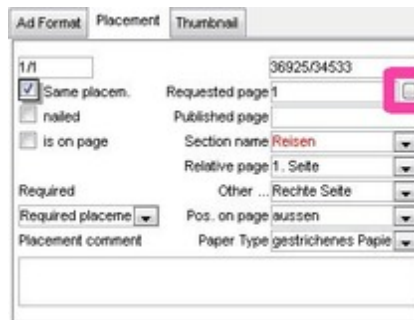 Ad Format Placement Thumbnail
1/1 36925/34533
Same placem. Requested page 1
nailed Published page
is on page Section name Reisen
Relative page 1. Seite
Required Other ... Rechte Seite
Required placeme Pos. on page aussen
Placement comment Paper Type gestrichenes Papie